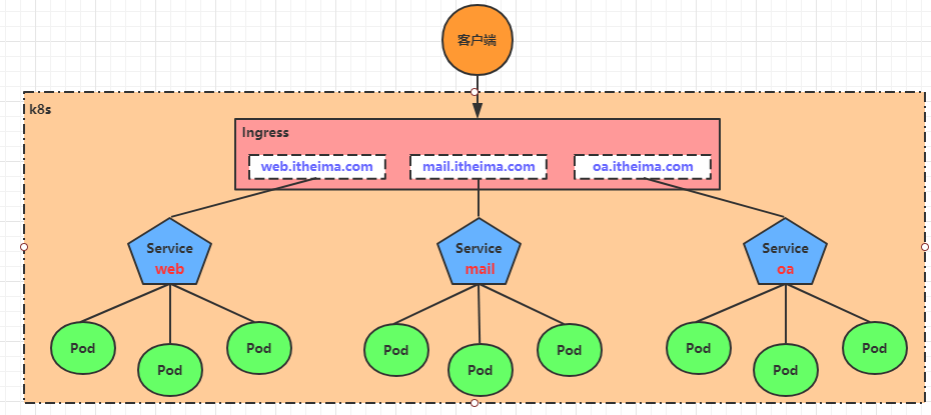 客户端
k8s
Ingress
web.itheima.com
mail.itheima.com
oa.itheima.com
Service
web
Service
mail
Service
oa
Pod
Pod
Pod
Pod
Pod
Pod
Pod
Pod
Pod